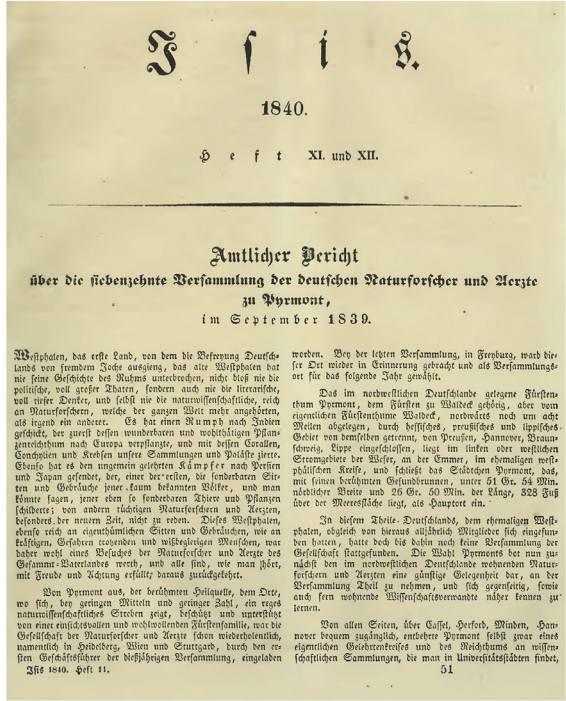 Isis.
1840.
Heft XI. und XII.
Amtlicher Bericht
über die siebenzehnte Versammlung der deutschen Naturforscher und Aerzte
zu Pyrmont,
im September 1839.
Westphalen, das erste Land, von dem die Befreyung Deutsch-
lands von fremdem Joche ausgieng, das alte Westphalen hat
nie seine Geschichte des Ruhms unterbrochen, nicht bloß nie die
politische, voll großer Thaten, sondern auch nie die literarische,
voll tiefer Denker, und selbst nie die naturwissenschaftliche, reich
an Naturforschern, welche der ganzen Welt mehr angehörten,
als irgend ein anderer. Es hat einen Rumph nach Indien
geschickt, der zuerst dessen wunderbaren und wohlthätigen Pflan-
zenreichthum nach Europa verpflanzte, und mit dessen Corallen,
Conchylien und Krebsen unsere Sammlungen und Paläste zierte.
Ebenso hat es den ungemein gelehrten Kämpfer nach Persien
und Japan gesendet, der, einer der ersten, die sonderbaren Sit-
ten und Gebräuche jener kaum bekannten Völker, und man
könnte sagen, jener eben so sonderbaren Thiere und Pflanzen
schilderte; von andern tüchtigen Naturforschern und Aerzten,
besonders der neuern Zeit, nicht zu reden. Dieses Westphalen,
ebenso reich an eigenthümlichen Sitten und Gebräuchen, wie an
kräftigen, Gefahren trotzenden und wißbegierigen Menschen, war
daher wohl eines Besuches der Naturforscher und Aerzte des
Gesammt-Vaterlandes werth, und alle sind, wie man hört,
mit Freude und Achtung erfüllt, daraus zurückgekehrt.
Von Pyrmont aus, der berühmten Heilquelle, dem Orte,
wo sich, bey geringen Mitteln und geringer Zahl, ein reges
naturwissenschaftliches Streben zeigt, beschützt und unterstützt
von einer einsichtsvollen und wohlwollenden Fürstenfamilie, war die
Gesellschaft der Naturforscher und Aerzte schon wiederholentlich,
namentlich in Heidelberg, Wien und Stuttgard, durch den er-
sten Geschäftsführer der dießjährigen Versammlung, eingeladen
Isis 1840. Heft 11.
worden. Bey der letzten Versammlung, in Freyburg, ward die-
ser Ort wieder in Erinnerung gebracht und als Versammlungs-
ort für das folgende Jahr gewählt.
Das im nordwestlichen Deutschlande gelegene Fürsten-
thum Pyrmont, dem Fürsten zu Waldeck gehörig, aber vom
eigentlichen Fürstenthume Waldeck, nordwärts noch um acht
Meilen abgelegen, durch hessisches, preußisches und lippisches
Gebiet von demselben getrennt, von Preußen, Hannover, Braun-
schweig, Lippe eingeschlossen, liegt im linken oder westlichen
Stromgebiete der Weser, an der Emmer, im ehemaligen west-
phälischen Kreise, und schließt das Städtchen Pyrmont, das,
mit seinen berühmten Gesundbrunnen, unter 51 Gr. 54 Min.
nördlicher Breite und 26 Gr. 50 Min. der Länge, 328 Fuß
über der Meeresfläche liegt, als Hauptort ein.
In diesem Theile Deutschlands, dem ehemaligen West-
phalen, obgleich von hieraus alljährlich Mitglieder sich eingefun-
den hatten, hatte doch bis dahin noch keine Versammlung der
Gesellschaft stattgefunden. Die Wahl Pyrmonts bot nun zu-
nächst den im nordwestlichen Deutschlande wohnenden Natur-
forschern und Aerzten eine günstige Gelegenheit dar, an der
Versammlung Theil zu nehmen, und sich gegenseitig, sowie
auch fern wohnende Wissenschaftsverwandte näher kennen zu
lernen.
Von allen Seiten, über Cassel, Herford, Minden, Han-
nover bequem zugänglich, entbehrte Pyrmont selbst zwar eines
eigentlichen Gelehrtenkreises und des Reichthums an wissen-
schaftlichen Sammlungen, die man in Universitätsstädten findet,
51